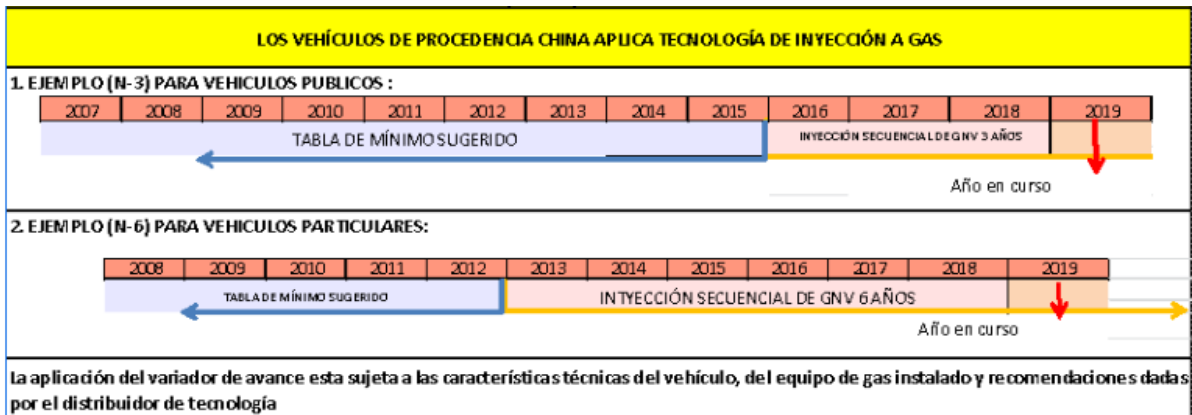 LOS VEHÍCULOS DE PROCEDENCIA CHINA APLICA TECNOLOGÍA DE INYECCIÓN A GAS
1. EJEMPLO (N-3) PARA VEHICULOS PUBLICOS :
2007 2008 2009 2010 2011 2012 2013 2014 2015 2016 2017 2018 2019
TABLA DE MÍNIMO SUGERIDO INYECCIÓN SECUENCIAL DE GNV 3 AÑOS
Año en curso
2. EJEMPLO (N-6) PARA VEHICULOS PARTICULARES:
2008 2009 2010 2011 2012 2013 2014 2015 2016 2017 2018 2019
TABLA DE MÍNIMO SUGERIDO INTYECCIÓN SECUENCIAL DE GNV 6 AÑOS
Año en curso
La aplicación del variador de avance esta sujeta a las características técnicas del vehículo, del equipo de gas instalado y recomendaciones dadas
por el distribuidor de tecnología